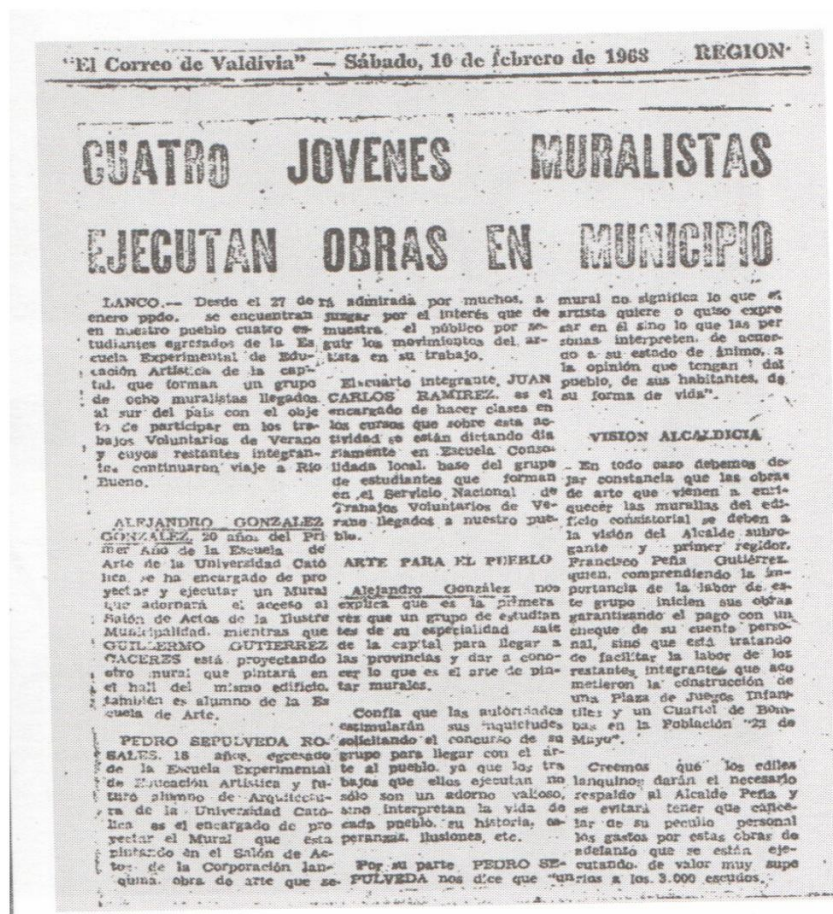 "El Correo de Valdivia" — Sábado, 10 de febrero de 1968 REGION
CUATRO JOVENES MURALISTAS
EJECUTAN OBRAS EN MUNICIPIO
LANCO.— Desde el 27 de
enero ppdo. se encuentran
en nuestro pueblo cuatro es-
tudiantes egresados de la Es
cuela Experimental de Edu-
cación Artística de la capi-
tal, que forman un grupo
de ocho muralistas llegados
al sur del país con el obje
to de participar en los tra-
bajos Voluntarios de Verano
y cuyos restantes integran-
tes continuaron viaje a Río
Bueno.
ALEJANDRO GONZALEZ
GONZALEZ, 20 años, del Pri
mer Año de la Escuela de
Arte de la Universidad Cató
lica, se ha encargado de pro
yectar y ejecutar un Mural
que adornará el acceso al
Salón de Actos de la Ilustre
Municipalidad, mientras que
GUILLERMO GUTIERREZ
CACERES está proyectando
otro mural que pintará en
el hall del mismo edificio,
también es alumno de la Es
cuela de Arte.
PEDRO SEPULVEDA RO-
SALES, 18 años, egresado
de la Escuela Experimental
de Educación Artística y fu-
turo alumno de Arquitectu-
ra de la Universidad Cató-
lica es el encargado de pro
yectar el Mural que esta
pintando en el Salón de Ac-
tos de la Corporación lan-
quina, obra de arte que se-
rá admirada por muchos, a
juzgar por el interés que de
muestra el público por se-
guir los movimientos del ar-
tista en su trabajo.
El cuarto integrante, JUAN
CARLOS RAMIREZ, es el
encargado de hacer clases en
los cursos que sobre esta ac-
tividad se están dictando dia
riamente en Escuela Conso-
lidada local, base del grupo
de estudiantes que forman
en el Servicio Nacional de
Trabajos Voluntarios de Ve-
rano llegados a nuestro pue-
blo.
ARTE PARA EL PUEBLO
Alejandro González nos
explica que es la primera
vez que un grupo de estudian
tes de su especialidad sale
de la capital para llegar a
las provincias y dar a cono-
cer lo que es el arte de pin-
tar murales.
Confía que las autoridades
estimularán sus inquietudes
solicitando el concurso de su
grupo para llegar con el ar-
te al pueblo, ya que los tra
bajos que ellos ejecutan no
sólo son un adorno valioso,
sino interpretan la vida de
cada pueblo, su historia, es-
peranzas, ilusiones, etc.
Por su parte PEDRO SE-
PULVEDA nos dice que "un
mural no significa lo que el
artista quiere o quiso expre
sar en él sino lo que las per
sonas interpreten, de acuer-
do a su estado de ánimo, a
la opinión que tengan del
pueblo, de sus habitantes, de
su forma de vida".
VISION ALCALDICIA
En todo caso debemos de-
jar constancia que las obras
de arte que vienen a enri-
quecer las murallas del edi-
ficio consistorial se deben a
la visión del Alcalde subro-
gante y primer regidor,
Francisco Peña Gutiérrez,
quien, comprendiendo la im-
portancia de la labor de es-
te grupo inicien sus obras
garantizando el pago con un
cheque de su cuenta perso-
nal, sino que está tratando
de facilitar la labor de los
restantes integrantes que aco
metieron la construcción de
una Plaza de Juegos Infan-
tiles y un Cuartel de Bom-
bas en la Población "22 de
Mayo".
Creemos que los ediles
lanquinos darán el necesario
respaldo al Alcalde Peña y
se evitará tener que cance-
lar de su peculio personal
los gastos por estas obras de
adelanto que se están eje-
cutando, de valor muy supe
rios a los 3.000 escudos.